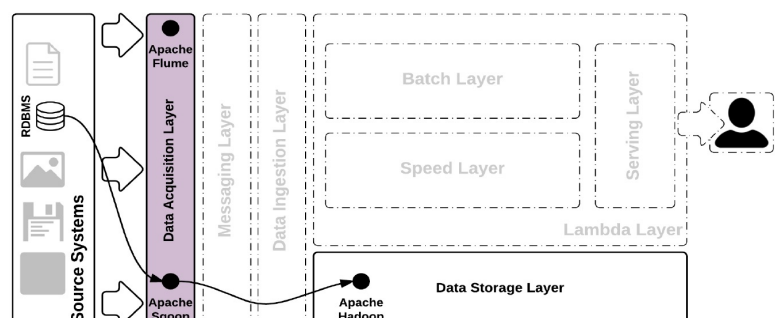 RDBMS
Source Systems
Apache
Flume
Data Acquisition Layer
Apache
Sqoop
Messaging Layer
Data Ingestion Layer
Batch Layer
Speed Layer
Serving Layer
Lambda Layer
Apache
Hadoop
Data Storage Layer